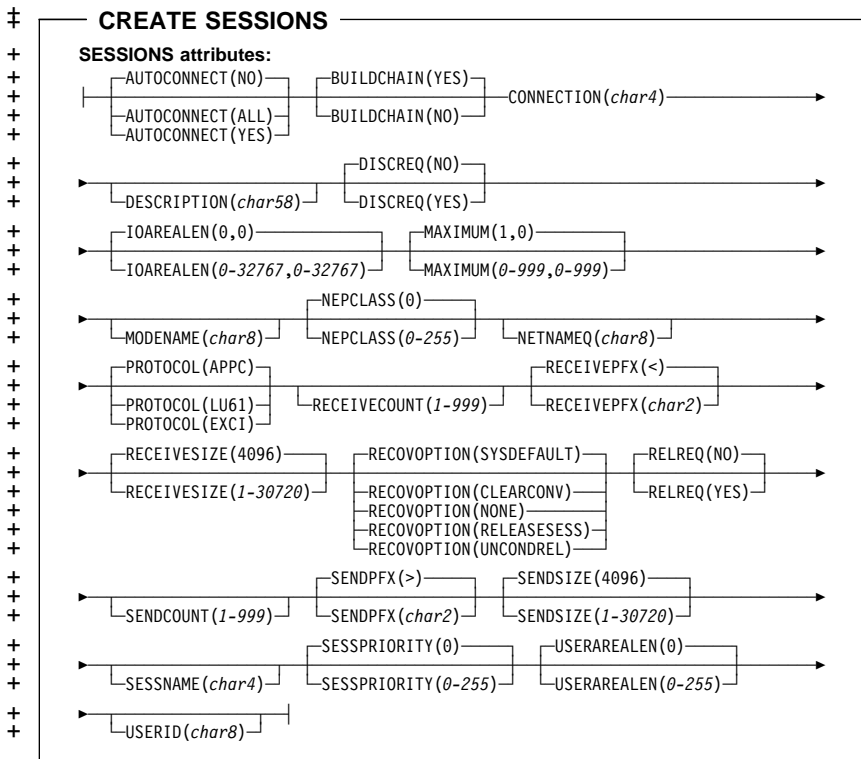 ‡ CREATE SESSIONS
+ SESSIONS attributes:
+ AUTOCONNECT(NO) BUILDCHAIN(YES)
+ CONNECTION(char4)
+ AUTOCONNECT(ALL) BUILDCHAIN(NO)
+ AUTOCONNECT(YES)
+ DISCREQ(NO)
+
+ DESCRIPTION(char58) DISCREQ(YES)
+ IOAREALEN(0,0) MAXIMUM(1,0)
+
+ IOAREALEN(0-32767,0-32767) MAXIMUM(0-999,0-999)
+ NEPCLASS(0)
+
+ MODENAME(char8) NEPCLASS(0-255) NETNAMEQ(char8)
+ PROTOCOL(APPC) RECEIVEPFX(<)
+
+ PROTOCOL(LU61) RECEIVECOUNT(1-999) RECEIVEPFX(char2)
+ PROTOCOL(EXCI)
+ RECEIVESIZE(4096) RECOVOPTION(SYSDEFAULT) RELREQ(NO)
+
+ RECEIVESIZE(1-30720) RECOVOPTION(CLEARCONV) RELREQ(YES)
+ RECOVOPTION(NONE)
+ RECOVOPTION(RELEASESESS)
+ RECOVOPTION(UNCONDREL)
+ SENDPFX(>) SENDSIZE(4096)
+
+ SENDCOUNT(1-999) SENDPFX(char2) SENDSIZE(1-30720)
+ SESSPRIORITY(0) USERAREALEN(0)
+
+ SESSNAME(char4) SESSPRIORITY(0-255) USERAREALEN(0-255)
+
+ USERID(char8)